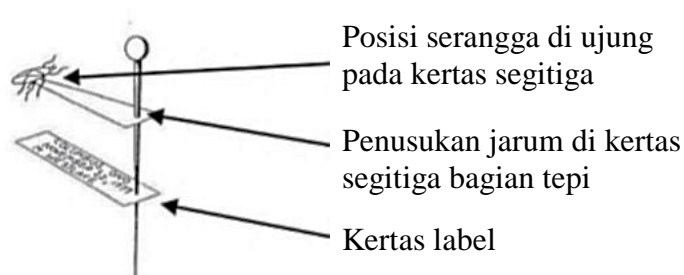 Posisi serangga di ujung
pada kertas segitiga
Penusukan jarum di kertas
segitiga bagian tepi
Kertas label